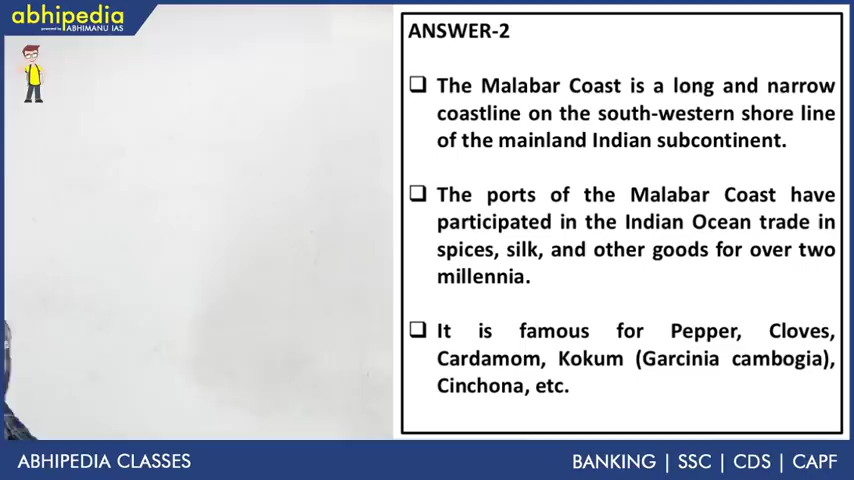 abhipedia
powered by ABHIMANU IAS
ANSWER-2
The Malabar Coast is a long and narrow
coastline on the south-western shore line
of the mainland Indian subcontinent.
The ports of the Malabar Coast have
participated in the Indian Ocean trade in
spices, silk, and other goods for over two
millennia.
It is famous for Pepper, Cloves,
Cardamom, Kokum (Garcinia cambogia),
Cinchona, etc.
ABHIPEDIA CLASSES
BANKING | SSC | CDS | CAPF